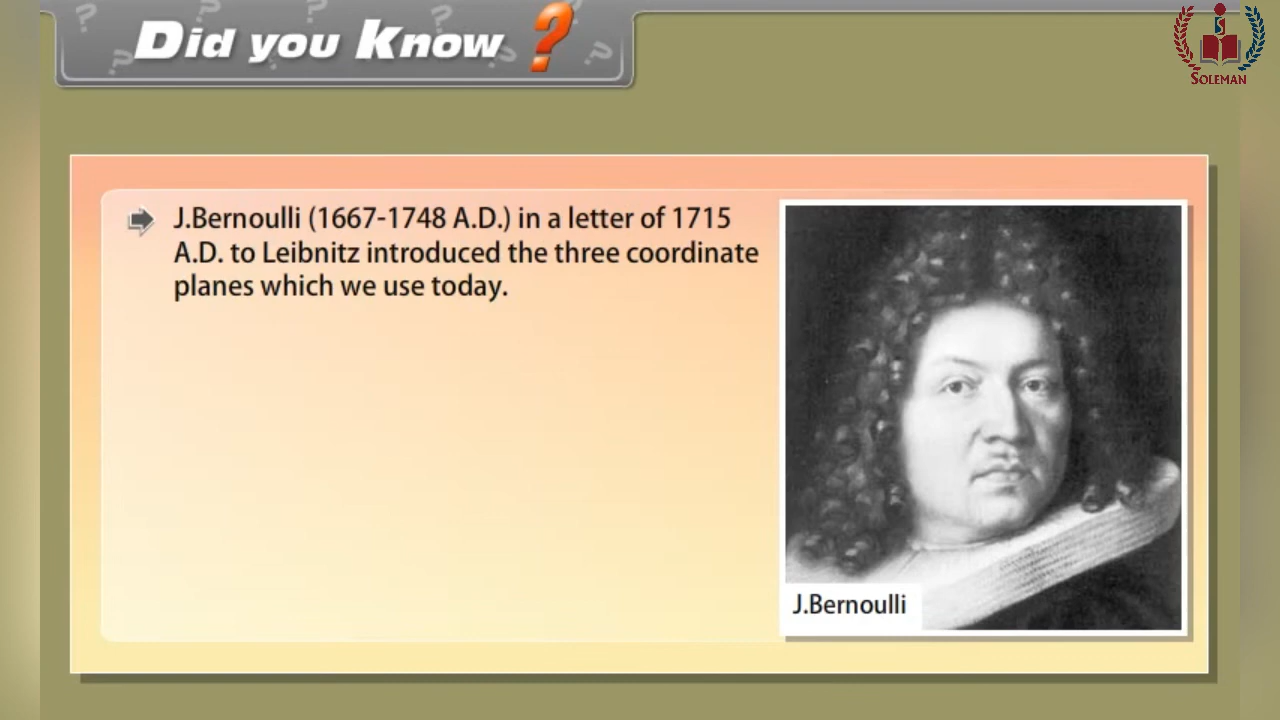 Did you Know ?
SOLEMAN
J.Bernoulli (1667-1748 A.D.) in a letter of 1715
A.D. to Leibnitz introduced the three coordinate
planes which we use today.
J.Bernoulli